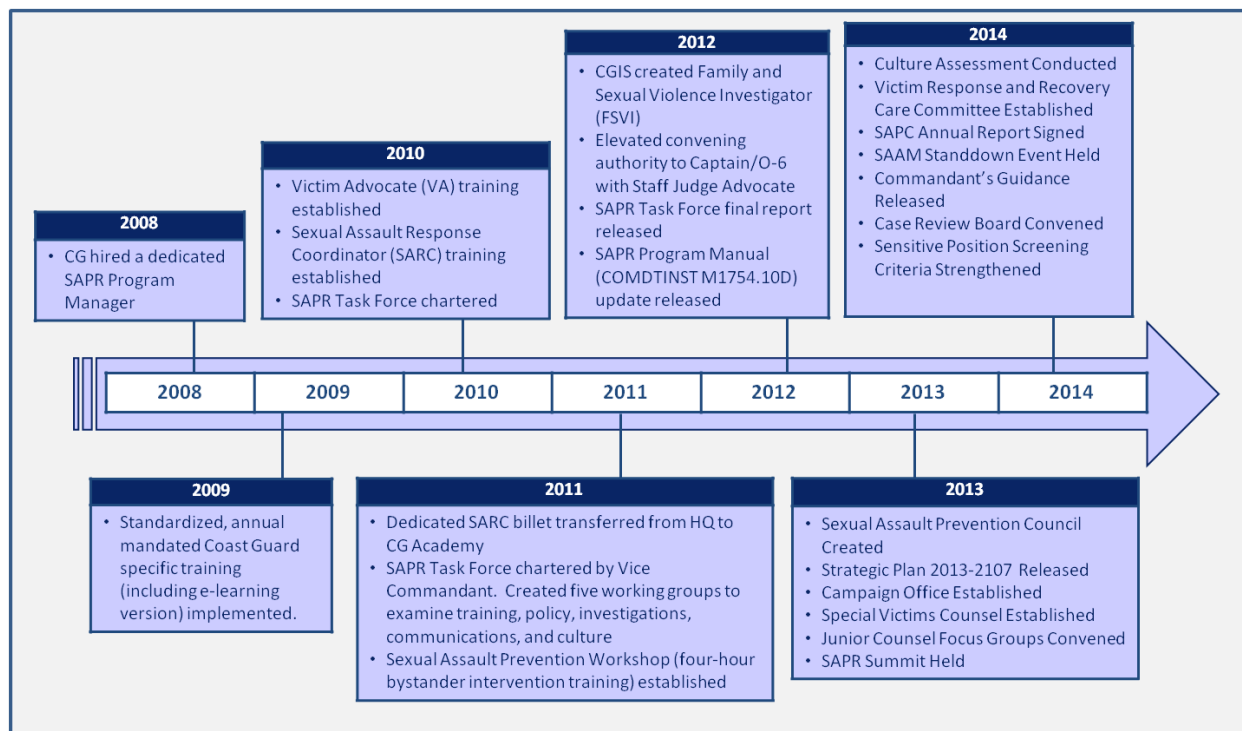 2008
• CG hired a dedicated
SAPR Program
Manager
2010
• Victim Advocate (VA) training
established
• Sexual Assault Response
Coordinator (SARC) training
established
• SAPR Task Force chartered
2012
• CGIS created Family and
Sexual Violence Investigator
(FSVI)
• Elevated convening
authority to Captain/O-6
with Staff Judge Advocate
• SAPR Task Force final report
released
• SAPR Program Manual
(COMDTINST M1754.10D)
update released
2014
• Culture Assessment Conducted
• Victim Response and Recovery
Care Committee Established
• SAPC Annual Report Signed
• SAAM Standdown Event Held
• Commandant's Guidance
Released
• Case Review Board Convened
• Sensitive Position Screening
Criteria Strengthened
2008 2009 2010 2011 2012 2013 2014
2009
• Standardized, annual
mandated Coast Guard
specific training
(including e-learning
version) implemented.
2011
• Dedicated SARC billet transferred from HQ to
CG Academy
• SAPR Task Force chartered by Vice
Commandant. Created five working groups to
examine training, policy, investigations,
communications, and culture
• Sexual Assault Prevention Workshop (four-hour
bystander intervention training) established
2013
• Sexual Assault Prevention Council
Created
• Strategic Plan 2013-2107 Released
• Campaign Office Established
• Special Victims Counsel Established
• Junior Counsel Focus Groups Convened
• SAPR Summit Held